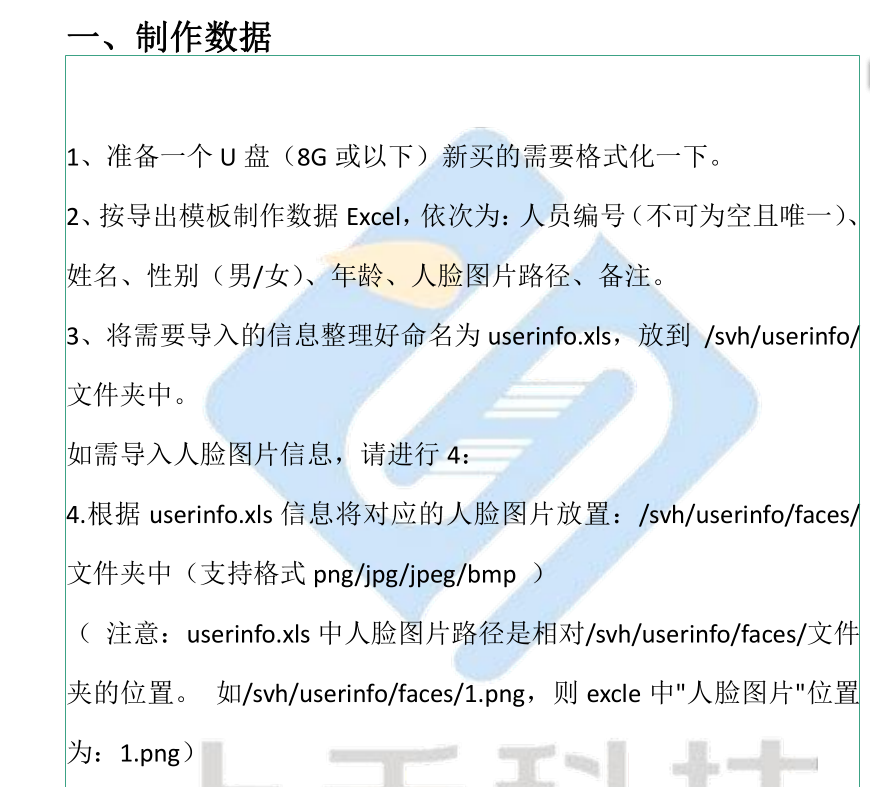 一、制作数据
1、准备一个 U 盘（8G 或以下）新买的需要格式化一下。
2、按导出模板制作数据 Excel，依次为：人员编号（不可为空且唯一）、
姓名、性别（男/女）、年龄、人脸图片路径、备注。
3、将需要导入的信息整理好命名为 userinfo.xls，放到 /svh/userinfo/
文件夹中。
如需导入人脸图片信息，请进行 4：
4.根据 userinfo.xls 信息将对应的人脸图片放置：/svh/userinfo/faces/
文件夹中（支持格式 png/jpg/jpeg/bmp ）
（ 注意：userinfo.xls 中人脸图片路径是相对/svh/userinfo/faces/文件
夹的位置。 如/svh/userinfo/faces/1.png，则 excle 中"人脸图片"位置
为：1.png）